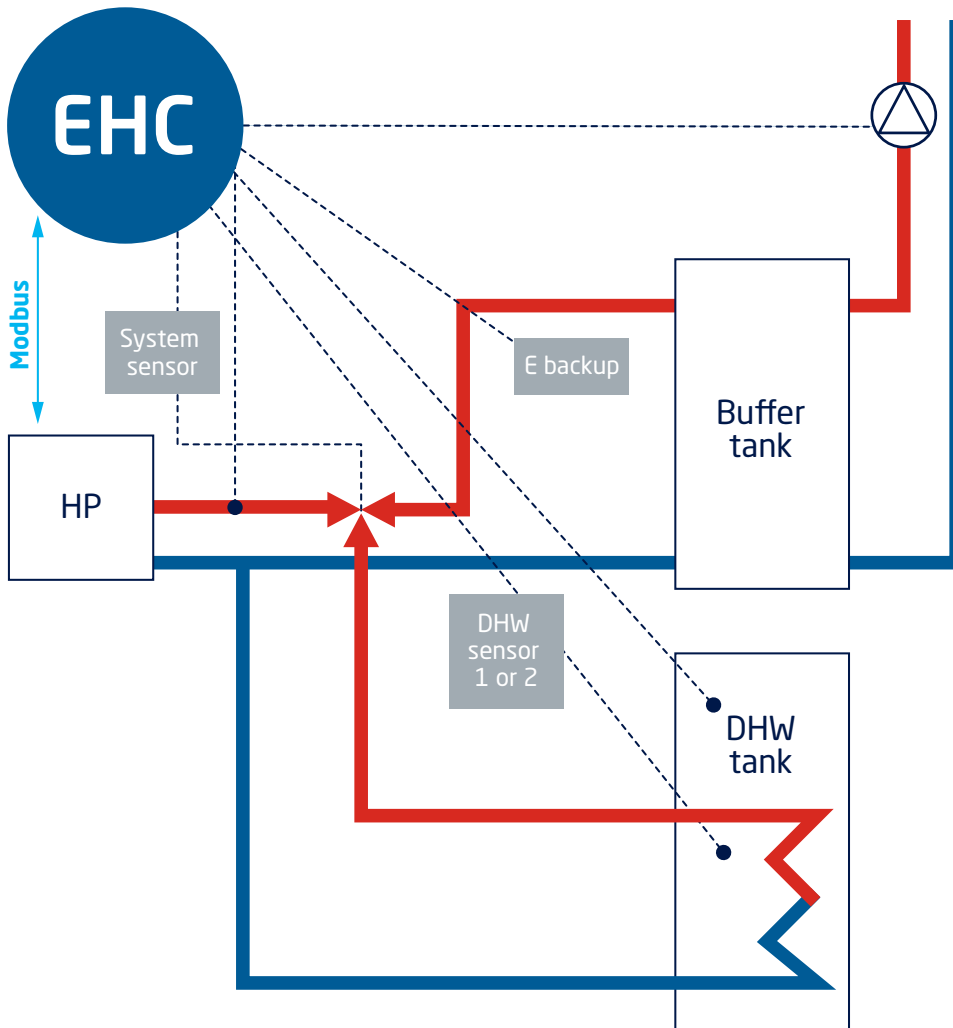 EHC
Modbus
System
sensor
E backup
Buffer
tank
HP
DHW
sensor
1 or 2
DHW
tank